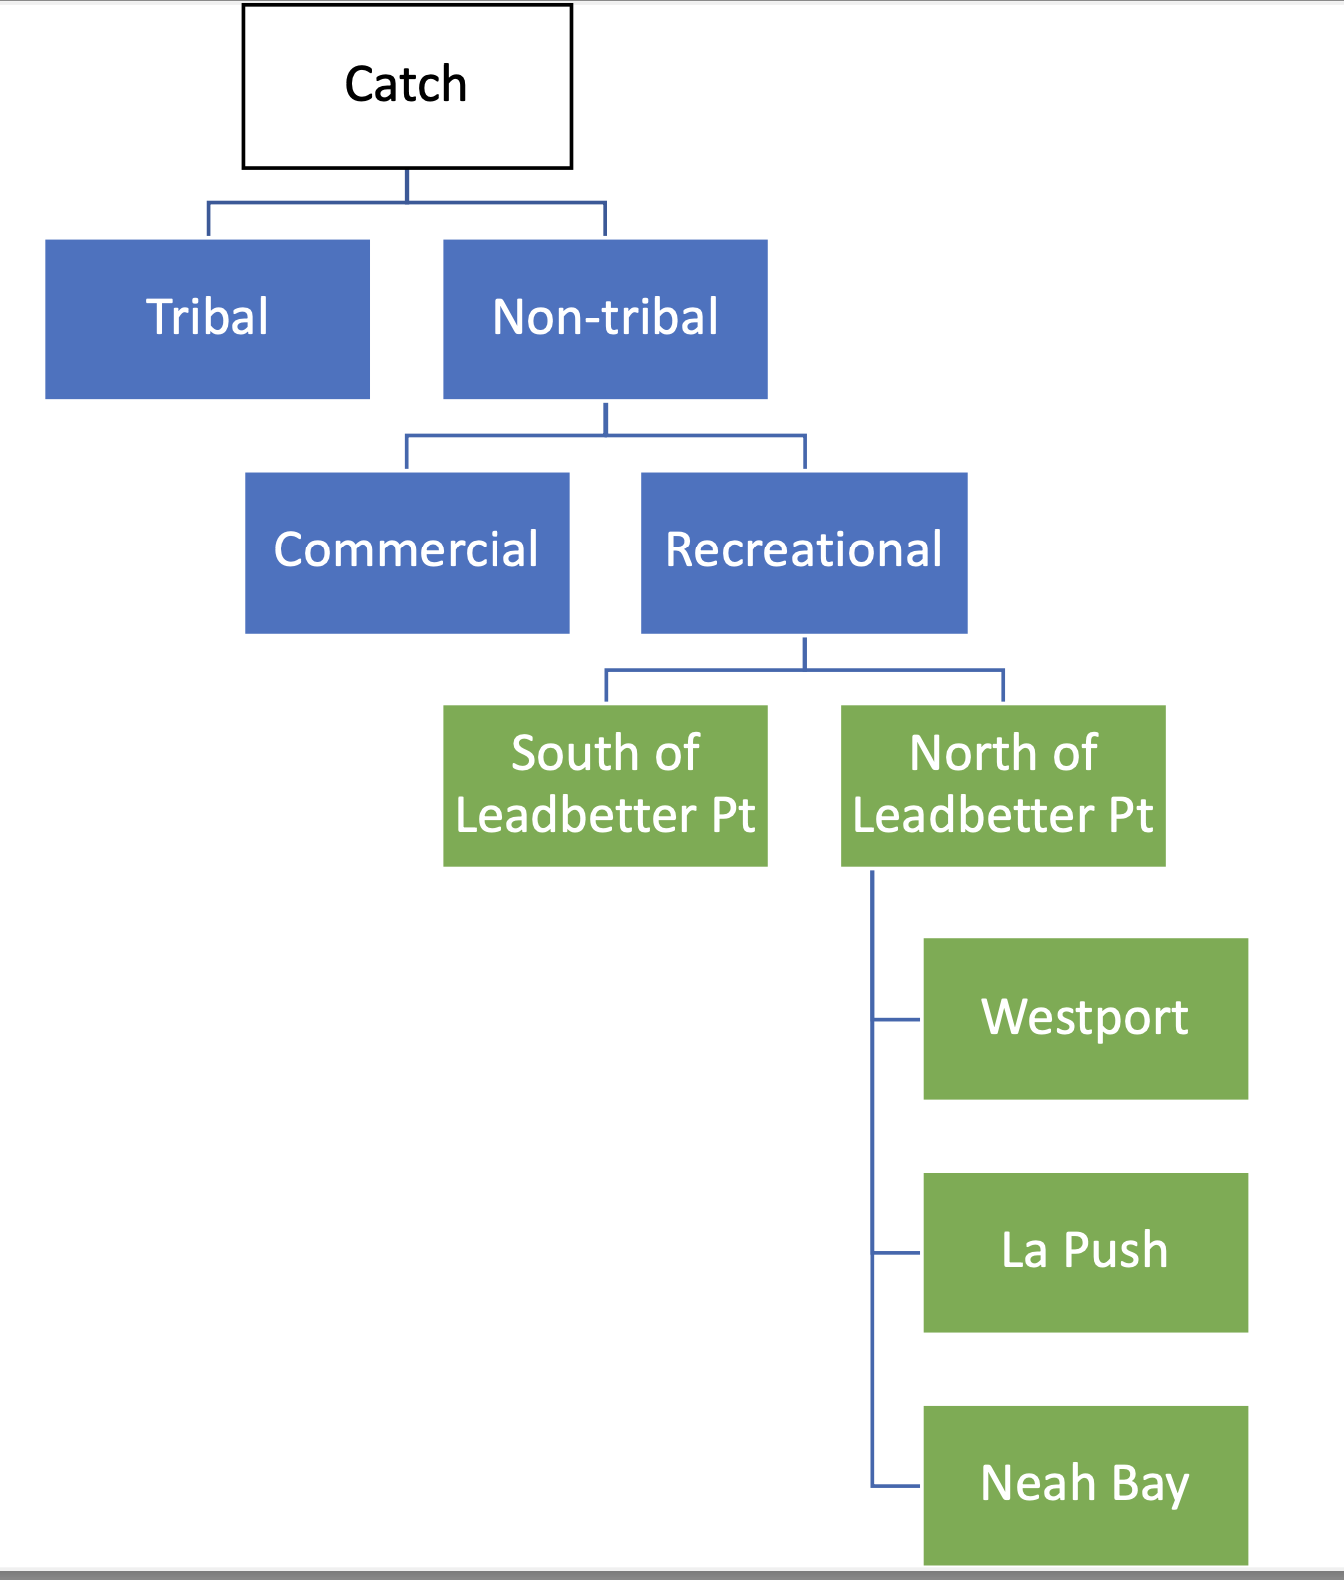 Catch
Tribal
Non-tribal
Commercial
Recreational
South of
Leadbetter Pt
North of
Leadbetter Pt
Westport
La Push
Neah Bay